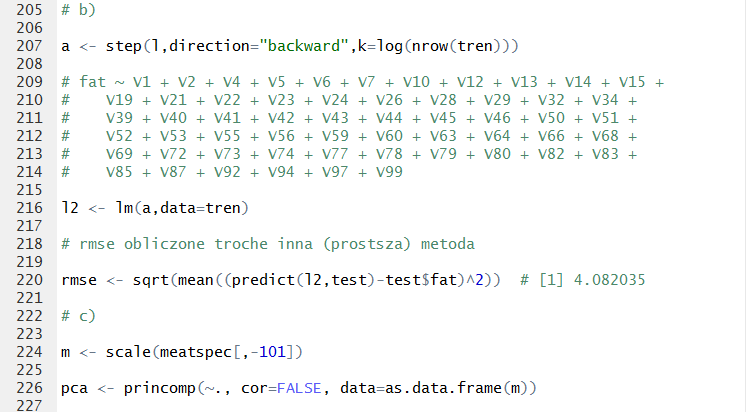 205 # b)
206
207 a <- step(l,direction="backward",k=log(nrow(tren)))
208
209 # fat ~ V1 + V2 + V4 + V5 + V6 + V7 + V10 + V12 + V13 + V14 + V15 +
210 #    V19 + V21 + V22 + V23 + V24 + V26 + V28 + V29 + V32 + V34 +
211 #    V39 + V40 + V41 + V42 + V43 + V44 + V45 + V46 + V50 + V51 +
212 #    V52 + V53 + V55 + V56 + V59 + V60 + V63 + V64 + V66 + V68 +
213 #    V69 + V72 + V73 + V74 + V77 + V78 + V79 + V80 + V82 + V83 +
214 #    V85 + V87 + V92 + V94 + V97 + V99
215
216 l2 <- lm(a,data=tren)
217
218 # rmse obliczone troche inna (prostsza) metoda
219
220 rmse <- sqrt(mean((predict(l2,test)-test$fat)^2))  # [1] 4.082035
221
222 # c)
223
224 m <- scale(meatspec[,-101])
225
226 pca <- princomp(~., cor=FALSE, data=as.data.frame(m))
227